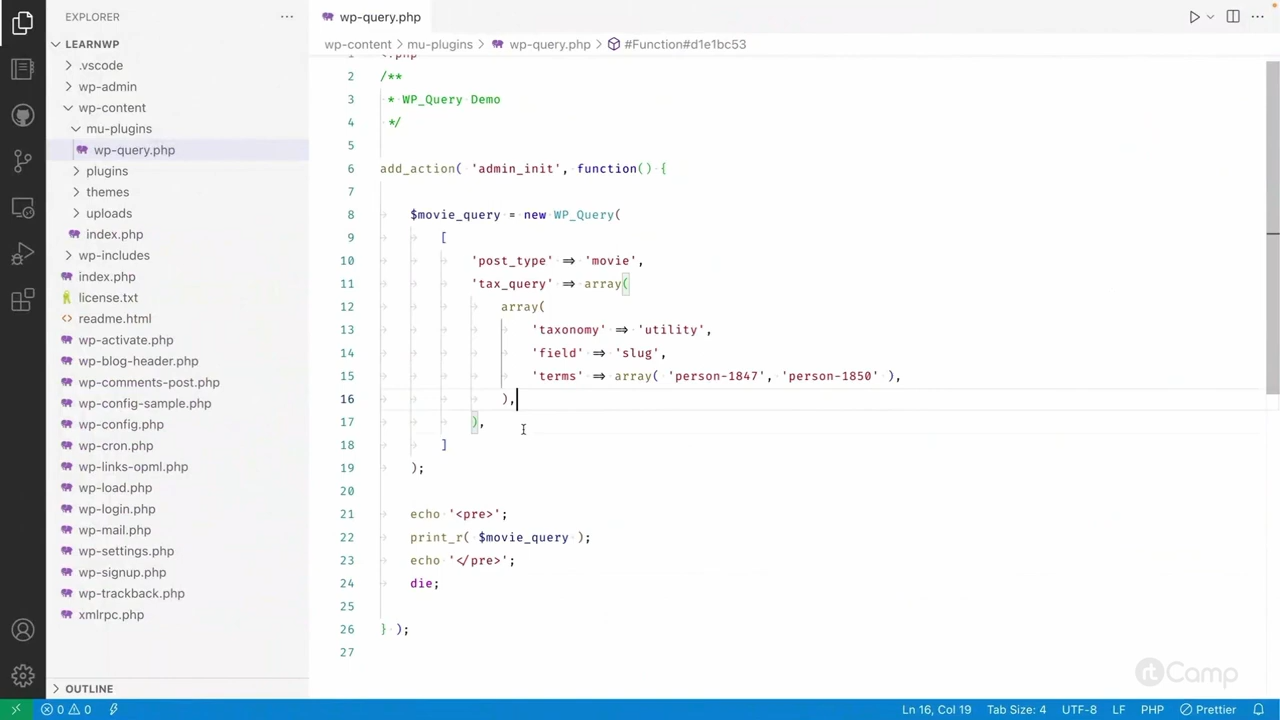 EXPLORER
LEARNWP
.vscode
wp-admin
wp-content
mu-plugins
wp-query.php
plugins
themes
uploads
index.php
wp-includes
index.php
license.txt
readme.html
wp-activate.php
wp-blog-header.php
wp-comments-post.php
wp-config-sample.php
wp-config.php
wp-cron.php
wp-links-opml.php
wp-load.php
wp-login.php
wp-mail.php
wp-settings.php
wp-signup.php
wp-trackback.php
xmlrpc.php
OUTLINE
wp-query.php
wp-content > mu-plugins > wp-query.php > #Function#d1e1bc53
1 <?php
2 /**
3 * WP_Query Demo
4 */
5
6 add_action( 'admin_init', function() {
7
8 $movie_query = new WP_Query(
9 [
10 'post_type' => 'movie',
11 'tax_query' => array(
12 array(
13 'taxonomy' => 'utility',
14 'field' => 'slug',
15 'terms' => array( 'person-1847', 'person-1850' ),
16 ),
17 ),
18 ]
19 );
20
21 echo '<pre>';
22 print_r( $movie_query );
23 echo '</pre>';
24 die;
25
26 } );
27
rtCamp
0 0 Ln 16, Col 19 Tab Size: 4 UTF-8 LF PHP Prettier